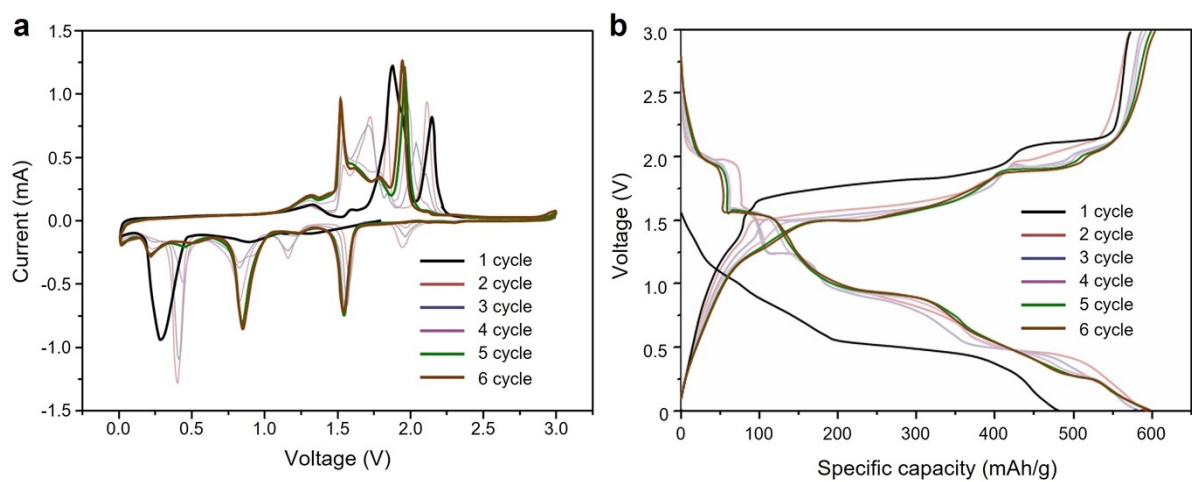 a
1.5
1.0
0.5
0.0
-0.5
-1.0
-1.5
Current (mA)
0.0 0.5 1.0 1.5 2.0 2.5 3.0
Voltage (V)
1 cycle
2 cycle
3 cycle
4 cycle
5 cycle
6 cycle
b
3.0
2.5
2.0
1.5
1.0
0.5
0
Voltage (V)
0 100 200 300 400 500 600
Specific capacity (mAh/g)
1 cycle
2 cycle
3 cycle
4 cycle
5 cycle
6 cycle